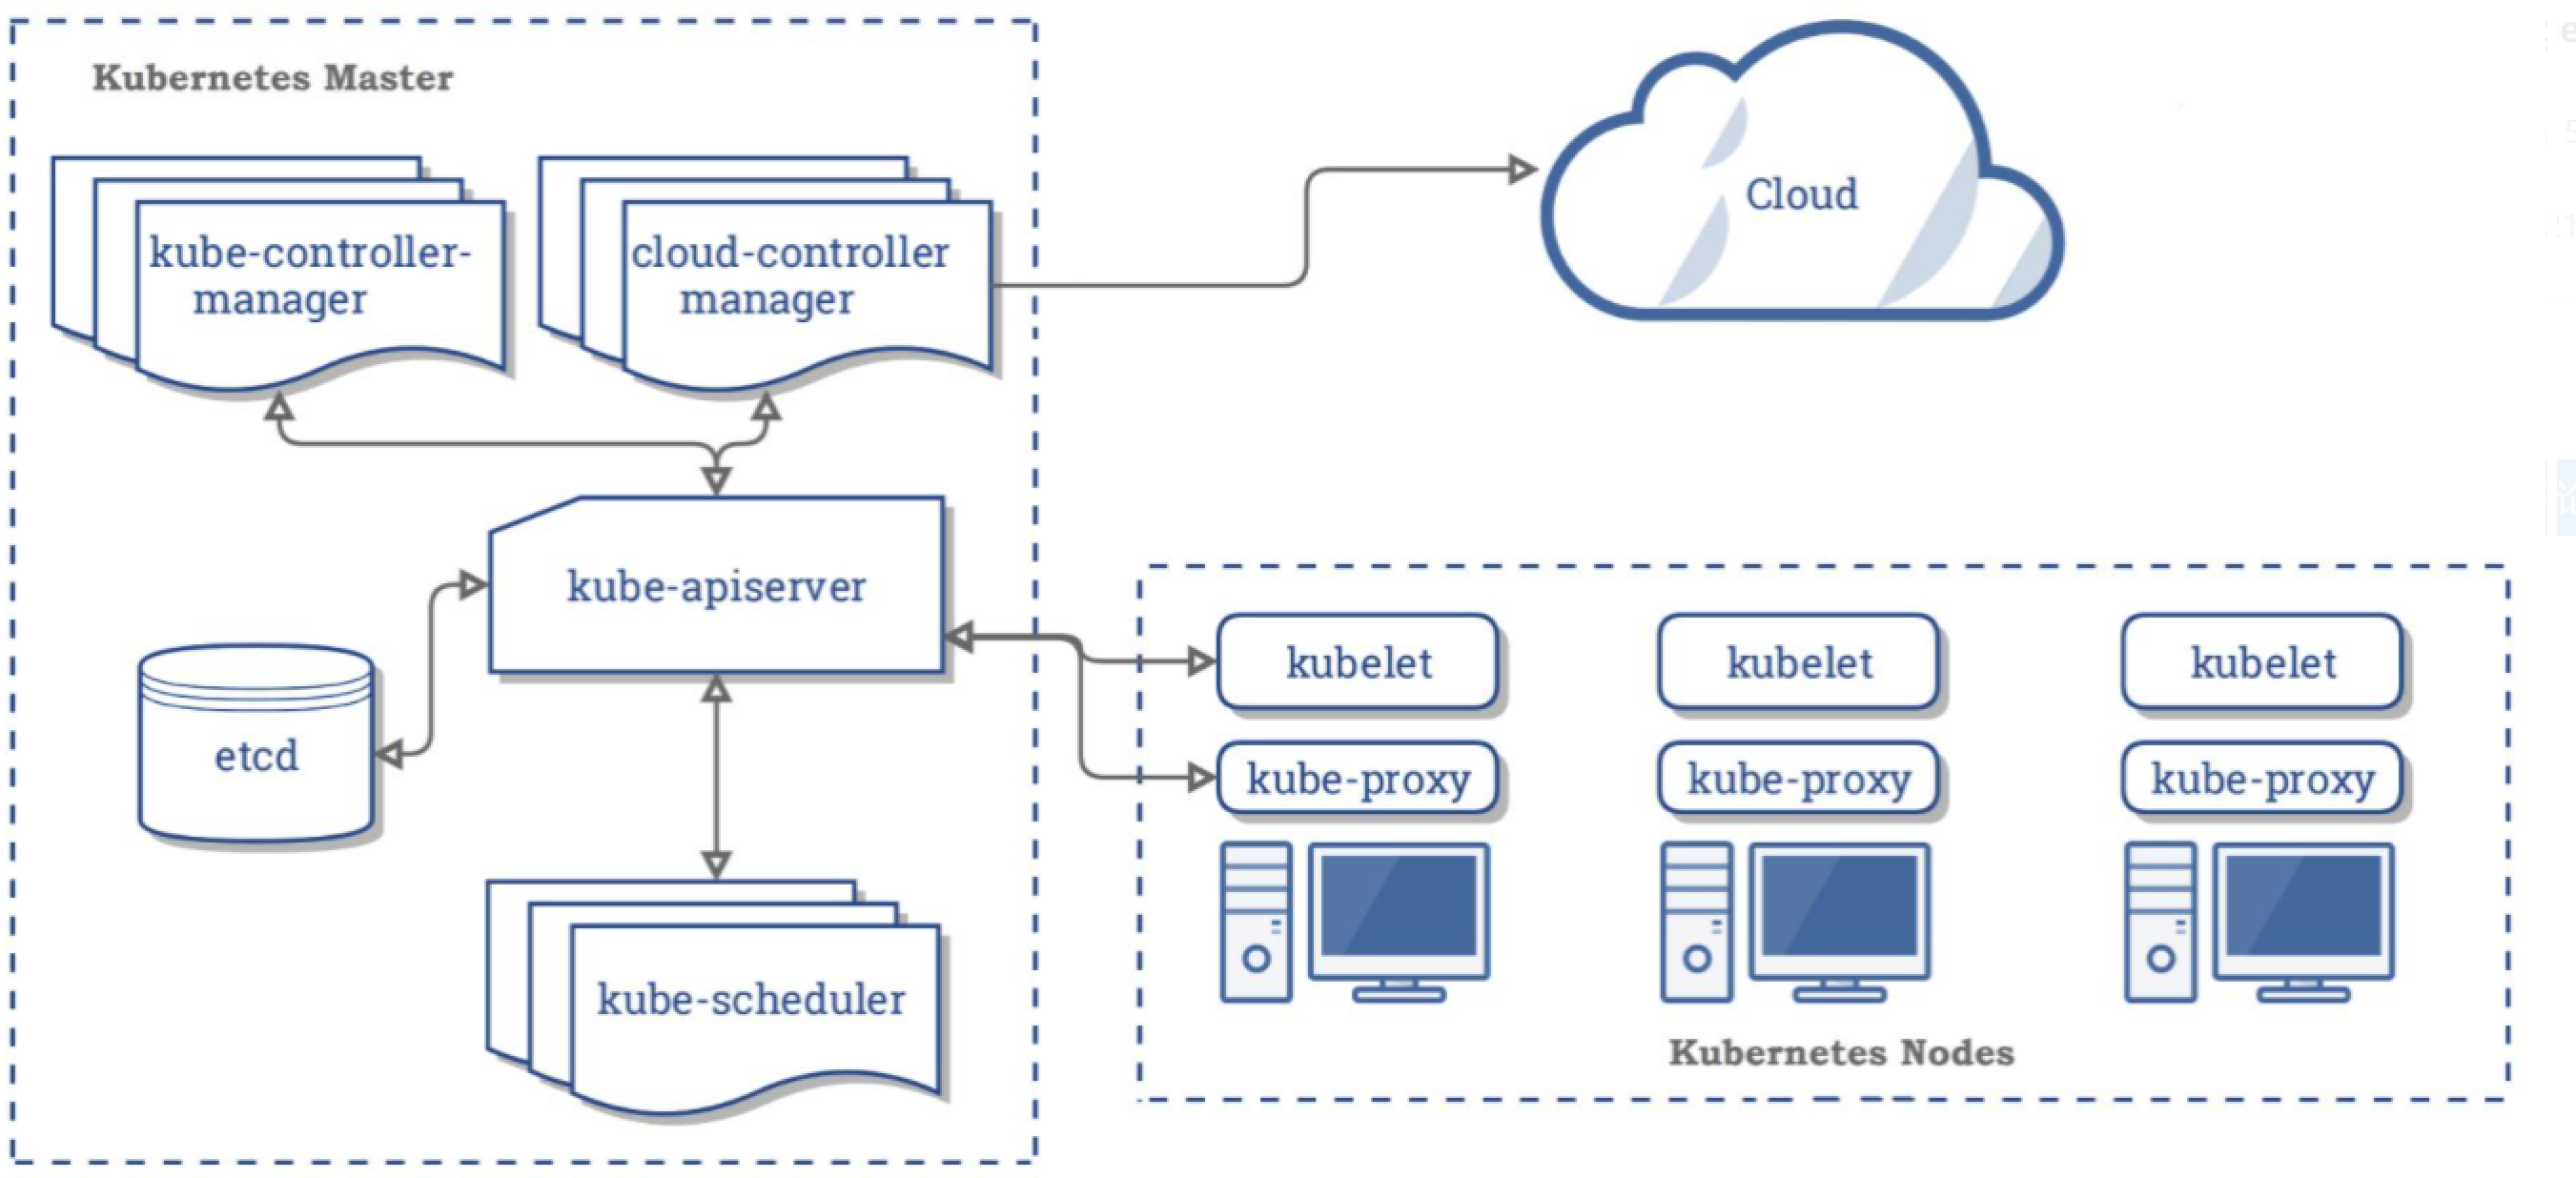 Kubernetes Master
kube-controller-
manager
cloud-controller
manager
Cloud
kube-apiserver
etcd
kube-scheduler
kubelet
kubelet
kubelet
kube-proxy
kube-proxy
kube-proxy
Kubernetes Nodes